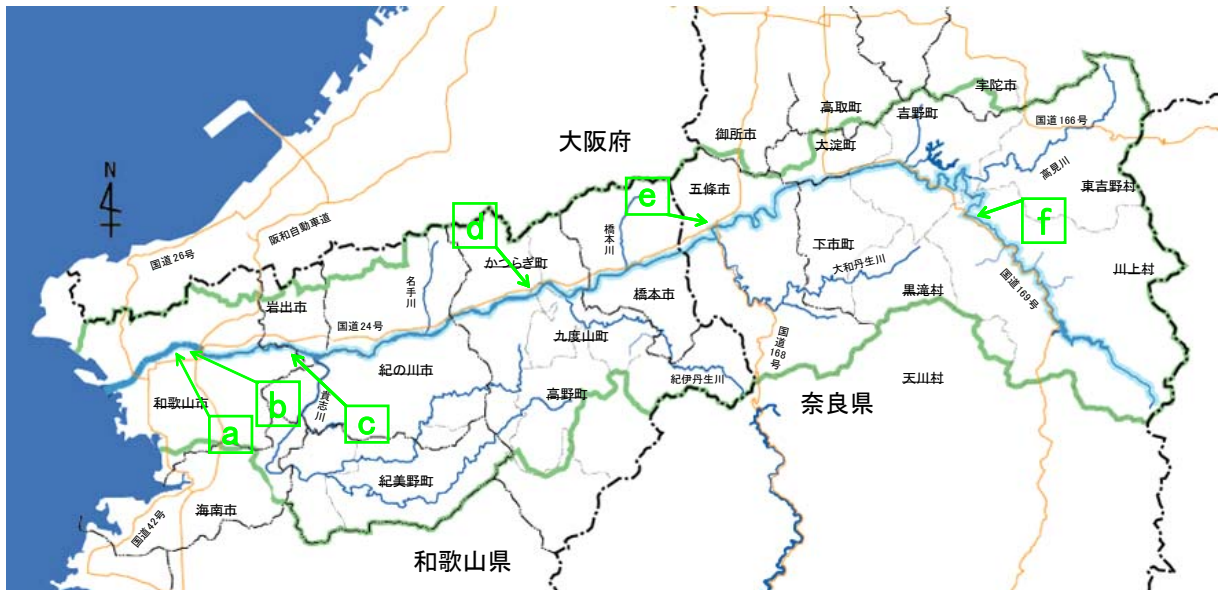 宇陀市
高取町
吉野町
国道166号
大阪府
御所市
大淀町
高見川
N
阪和自動車道
国道26号
e
五條市
東吉野村
d
橋本川
f
かつらぎ町
下市町
大和丹生川
川上村
名手川
岩出市
国道24号
橋本市
黒滝村
国道169号
九度山町
国道168号
紀の川市
紀伊丹生川
天川村
和歌山市
貴志川
高野町
奈良県
a
b
c
紀美野町
海南市
国道42号
和歌山県